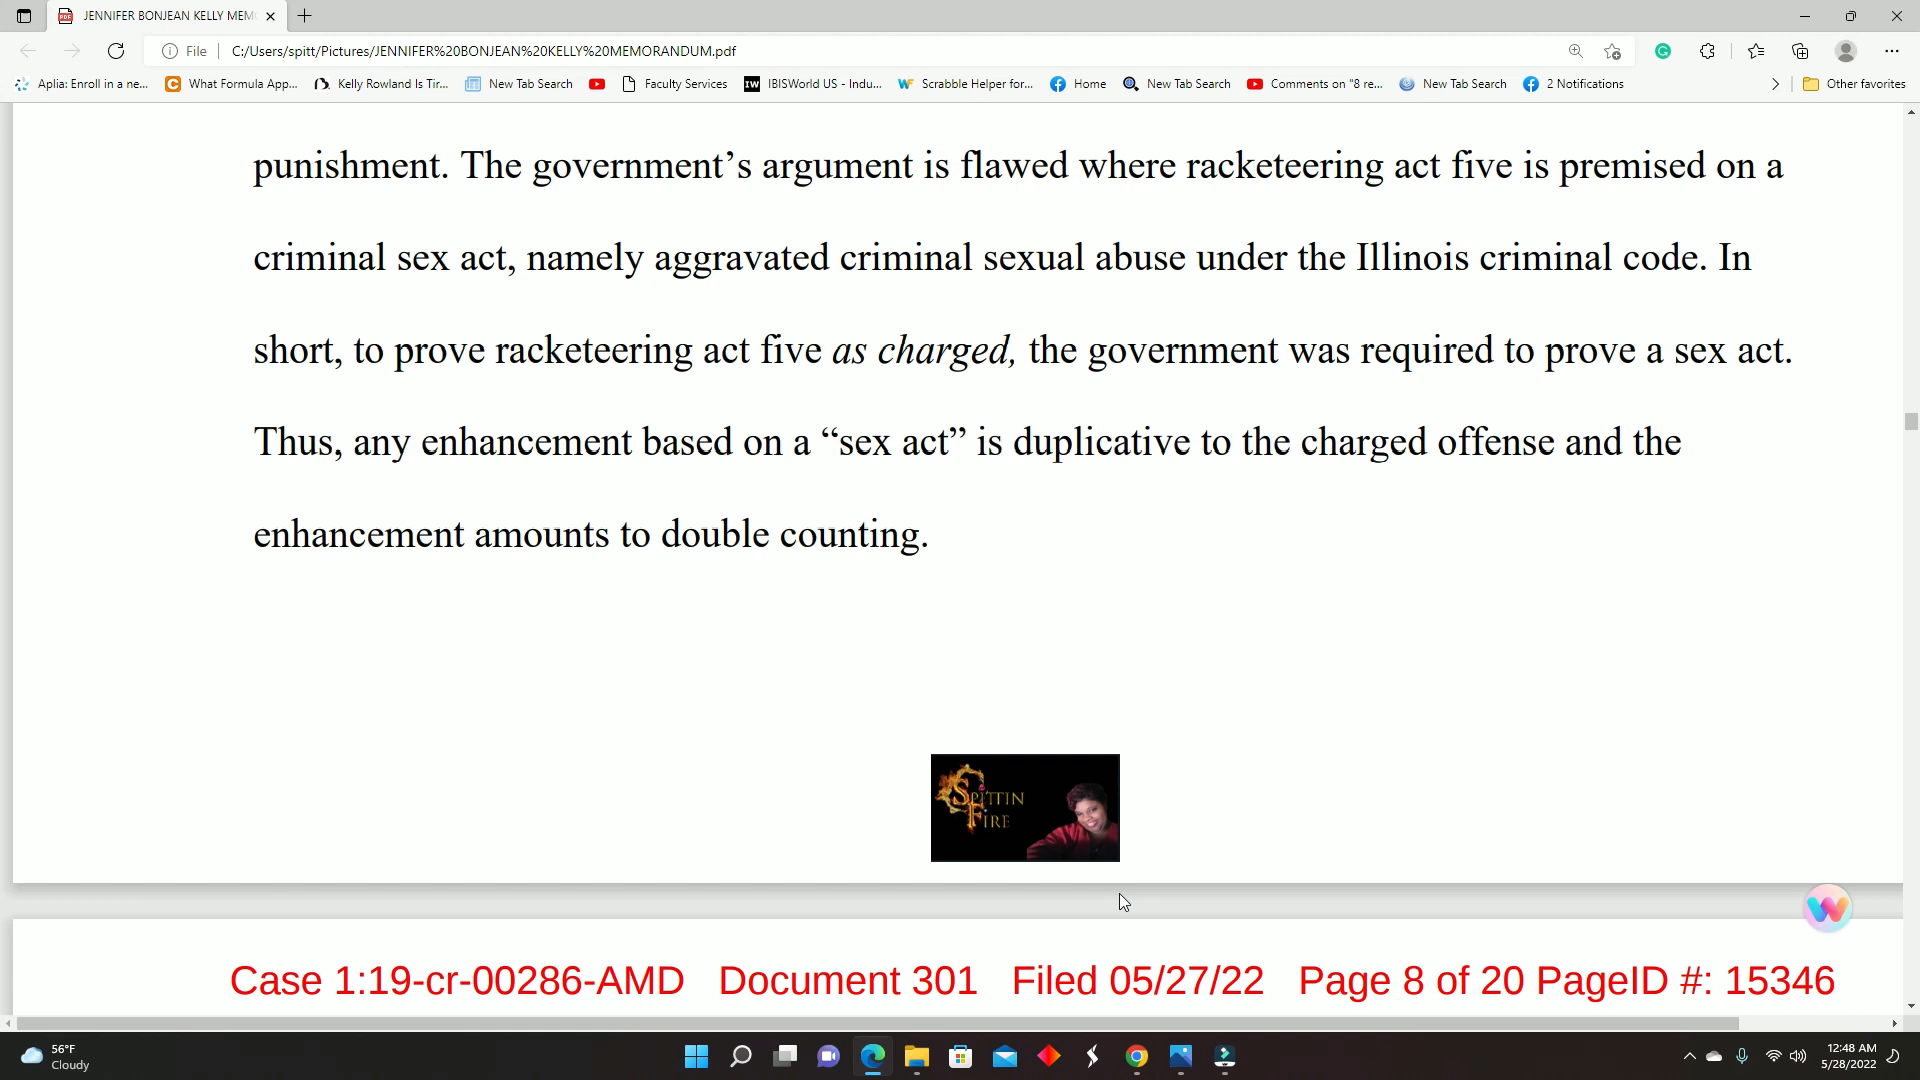 JENNIFER BONJEAN KELLY MEM
File
C:/Users/spitt/Pictures/JENNIFER%20BONJEAN%20KELLY%20MEMORANDUM.pdf
Aplia: Enroll in a ne... What Formula App... Kelly Rowland Is Tir... New Tab Search Faculty Services IBISWorld US - Indu... Scrabble Helper for... Home New Tab Search Comments on "8 re... New Tab Search 2 Notifications Other favorites
punishment. The government’s argument is flawed where racketeering act five is premised on a
criminal sex act, namely aggravated criminal sexual abuse under the Illinois criminal code. In
short, to prove racketeering act five as charged, the government was required to prove a sex act.
Thus, any enhancement based on a “sex act” is duplicative to the charged offense and the
enhancement amounts to double counting.
SPITTIN
FIRE
Case 1:19-cr-00286-AMD Document 301 Filed 05/27/22 Page 8 of 20 PageID #: 15346
56°F
Cloudy
12:48 AM
5/28/2022